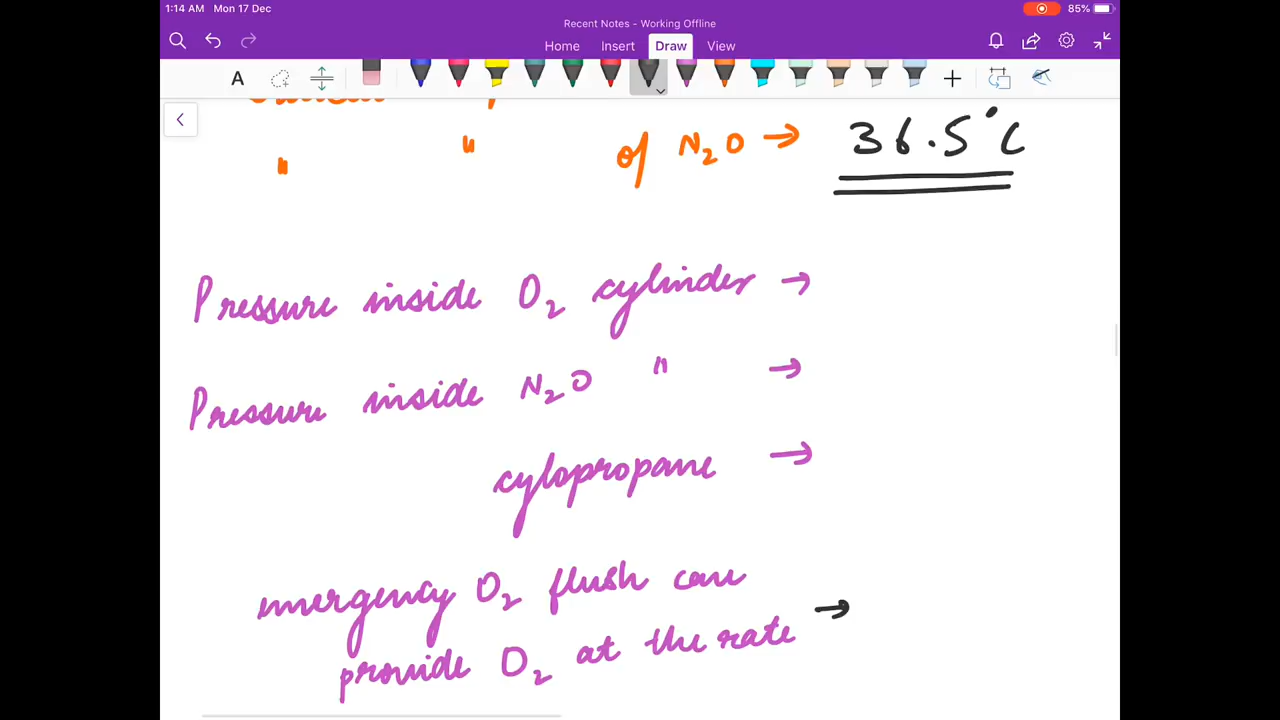 1:14 AM Mon 17 Dec
85%
Recent Notes - Working Offline
Home Insert Draw View
A
" " of N₂O → 36.5°C
Pressure inside O₂ cylinder →
Pressure inside N₂O " →
cylopropane →
emergency O₂ flush can
provide O₂ at the rate →